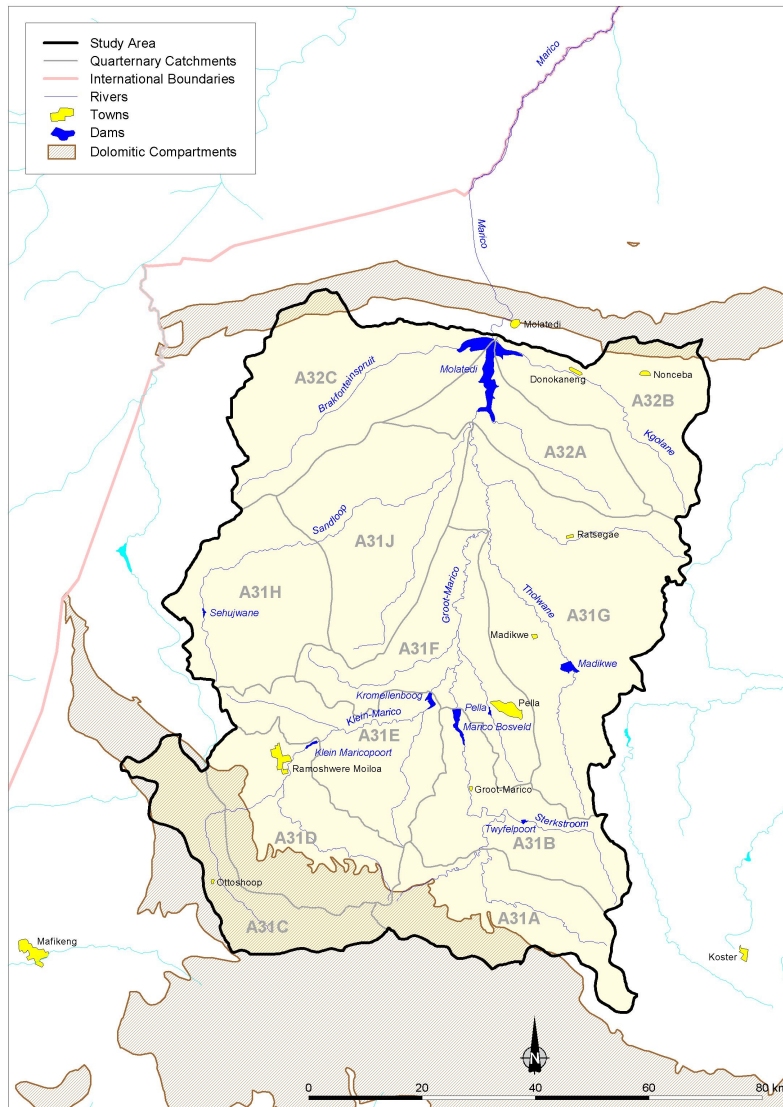 Study Area
Quarternary Catchments
International Boundaries
Rivers
Towns
Dams
Dolomitic Compartments
Marico
Marico
Molatedi
Molatedi
Donokaneng
Nonceba
A32C
Brakfonteinspruit
A32B
Kgolane
A32A
Sandloop
A31J
Ratsegae
A31H
Sehujwane
Groot-Marico
Tholwane
A31G
Madikwe
Madikwe
A31F
Kromellenboog
Klein-Marico
Pella
Pella
Marico Bosveld
A31E
Klein Maricopoort
Ramoshwere Moiloa
Groot-Marico
Sterkstroom
Twyfelpoort
A31D
A31B
Ottoshoop
A31A
A31C
Mafikeng
Koster
N
0 20 40 60 80 km